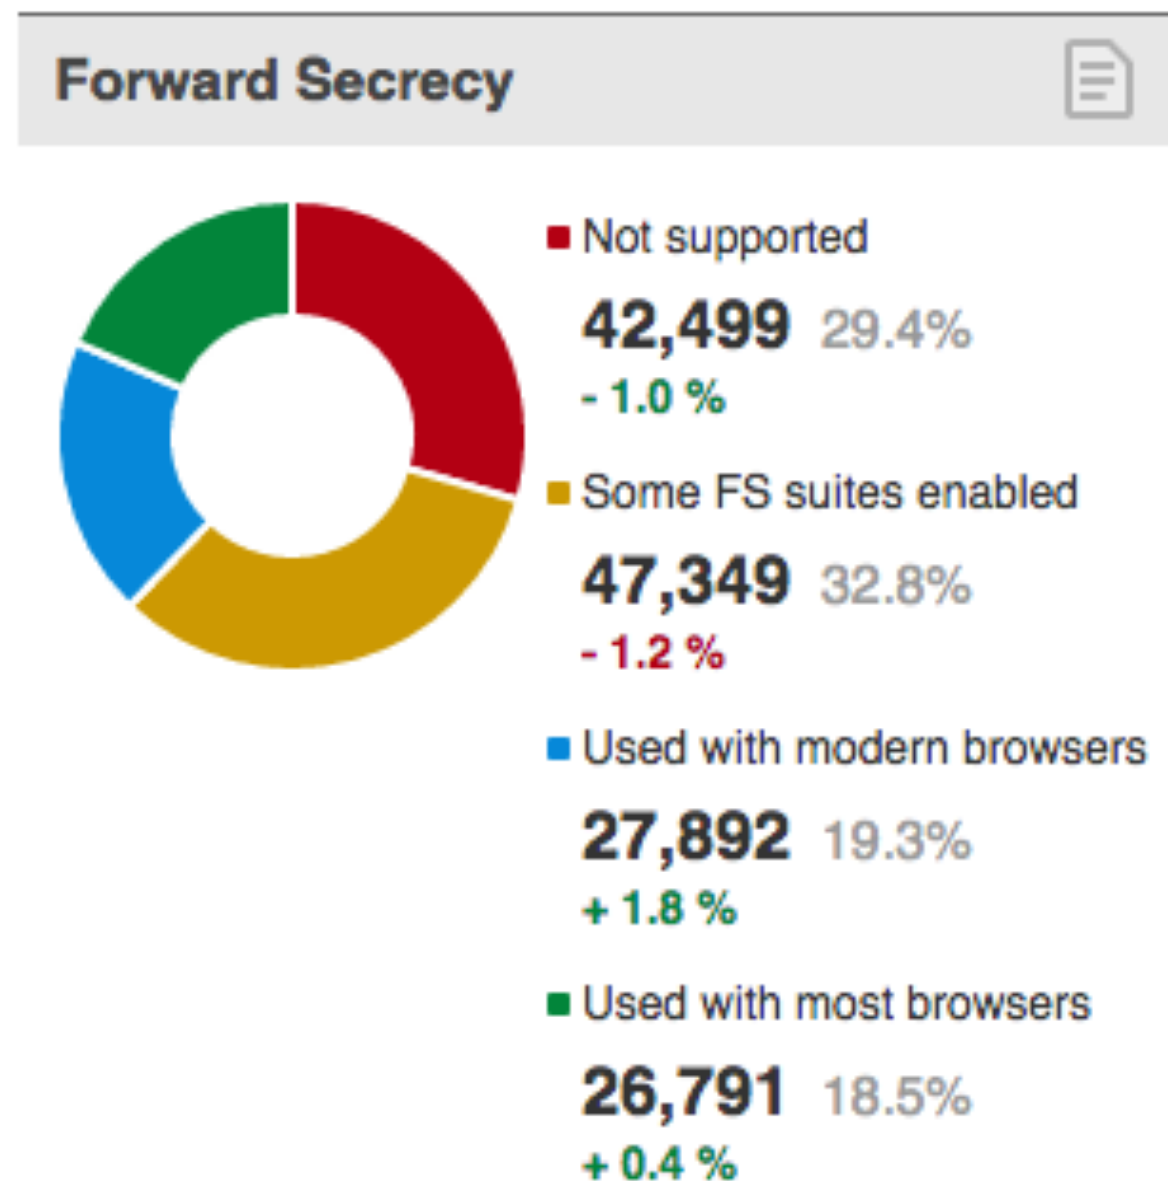 Forward Secrecy
Not supported
42,499 29.4%
- 1.0 %
Some FS suites enabled
47,349 32.8%
- 1.2 %
Used with modern browsers
27,892 19.3%
+ 1.8 %
Used with most browsers
26,791 18.5%
+ 0.4 %